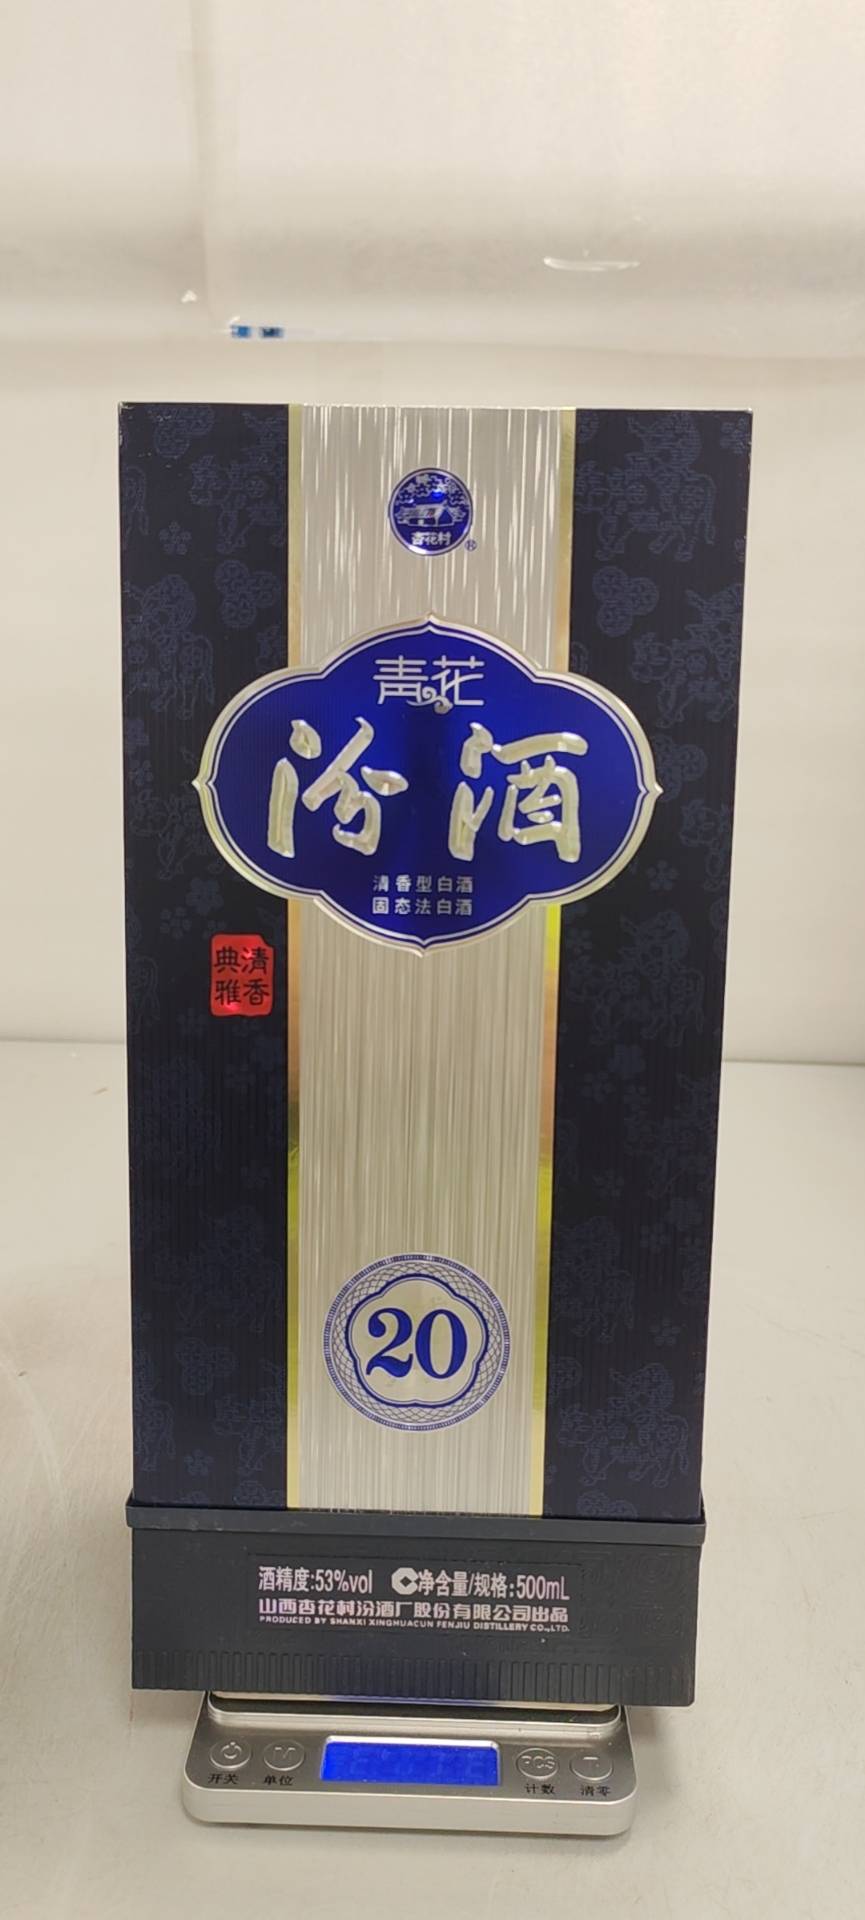 杏花村
®
青花
汾酒
清香型白酒
固态法白酒
清香
典雅
20
酒精度:53%vol 净含量/规格:500mL
山西杏花村汾酒厂股份有限公司出品
PRODUCED BY SHANXI XINGHUACUN FENJIU DISTILLERY CO.,LTD.
开关 单位 PCS 计数 T 清零